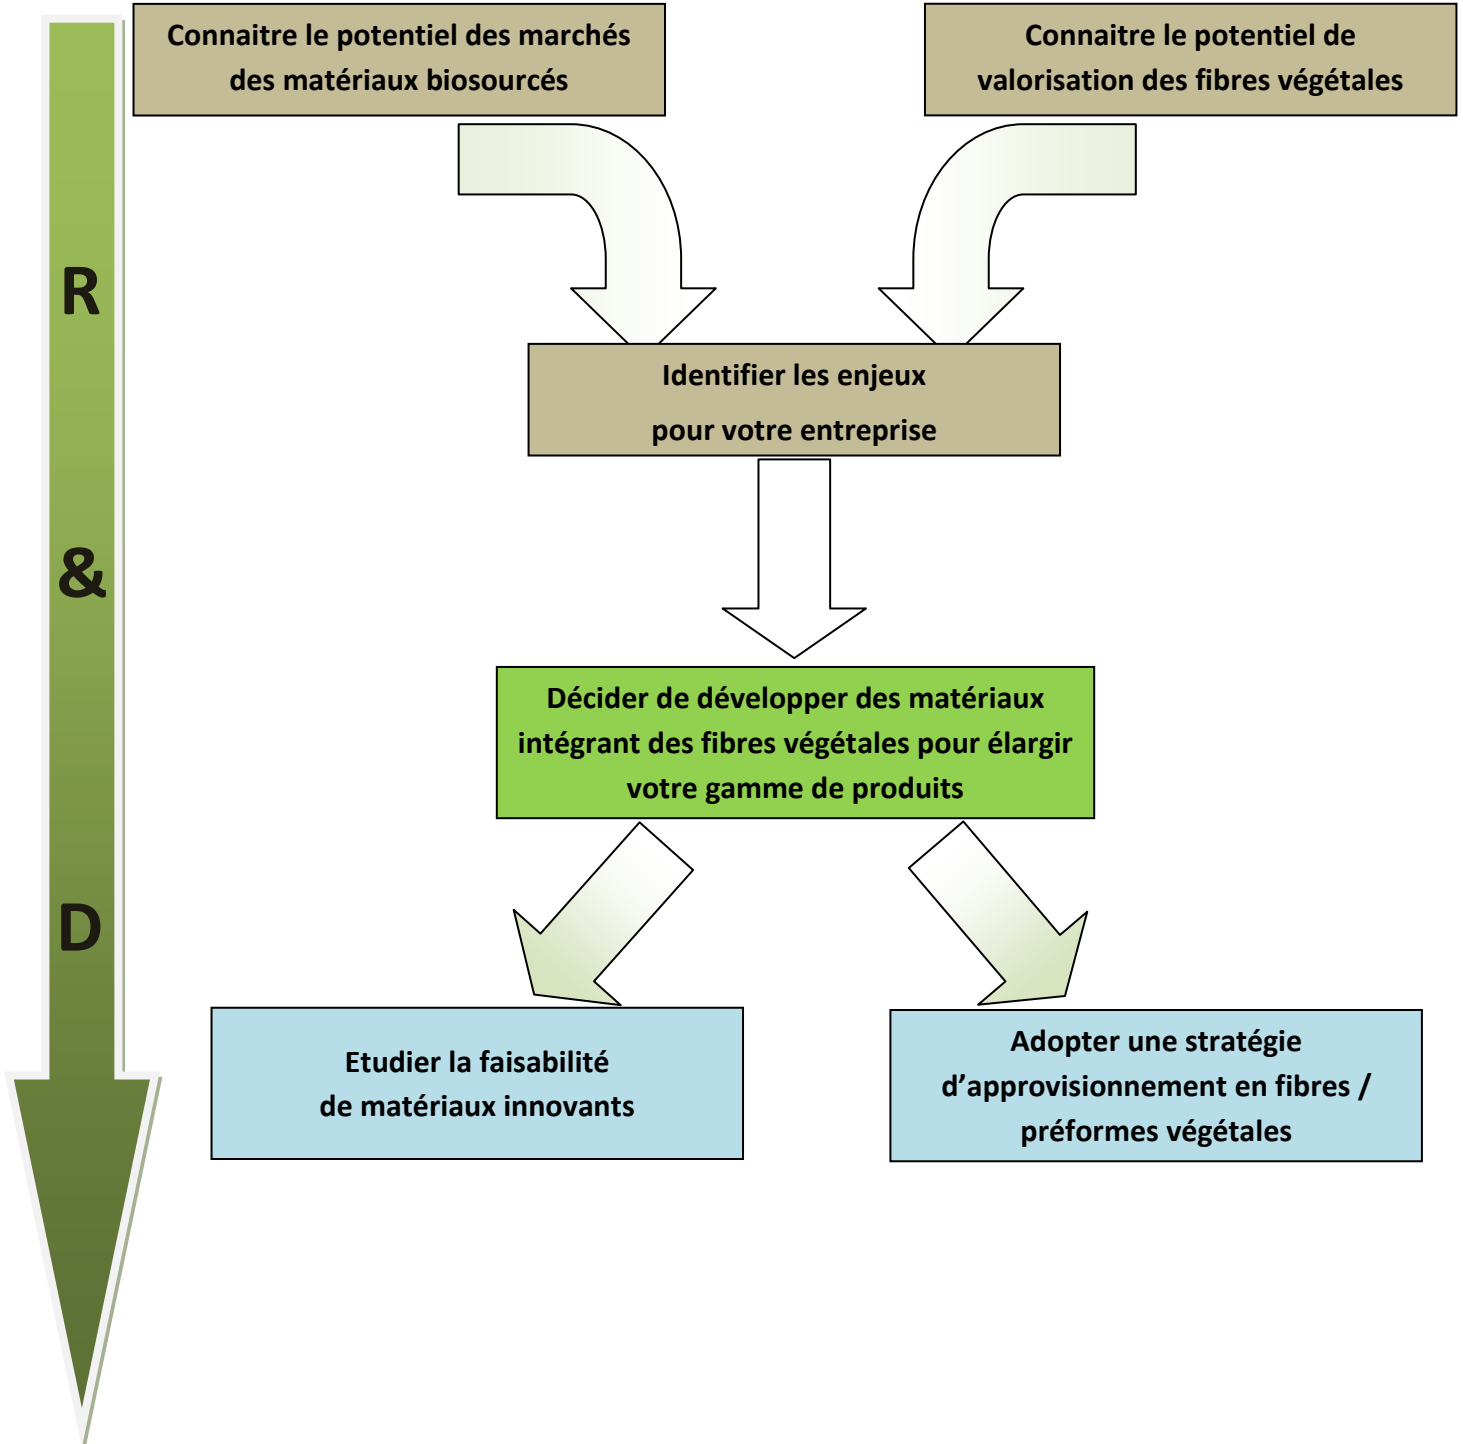 Connaitre le potentiel des marchés
des matériaux biosourcés
Connaitre le potentiel de
valorisation des fibres végétales
R
&
D
Identifier les enjeux
pour votre entreprise
Décider de développer des matériaux
intégrant des fibres végétales pour élargir
votre gamme de produits
Etudier la faisabilité
de matériaux innovants
Adopter une stratégie
d’approvisionnement en fibres /
préformes végétales